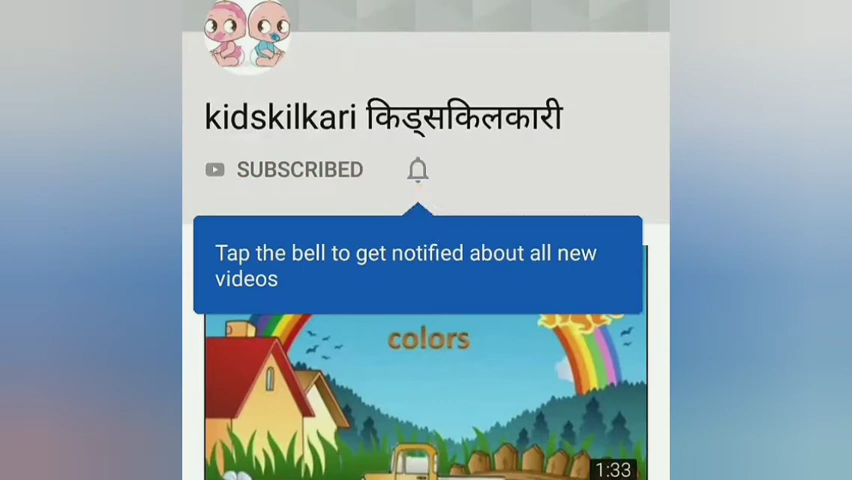 kidskilkari किड्सकिलकारी
SUBSCRIBED
Tap the bell to get notified about all new
videos
colors
1:33